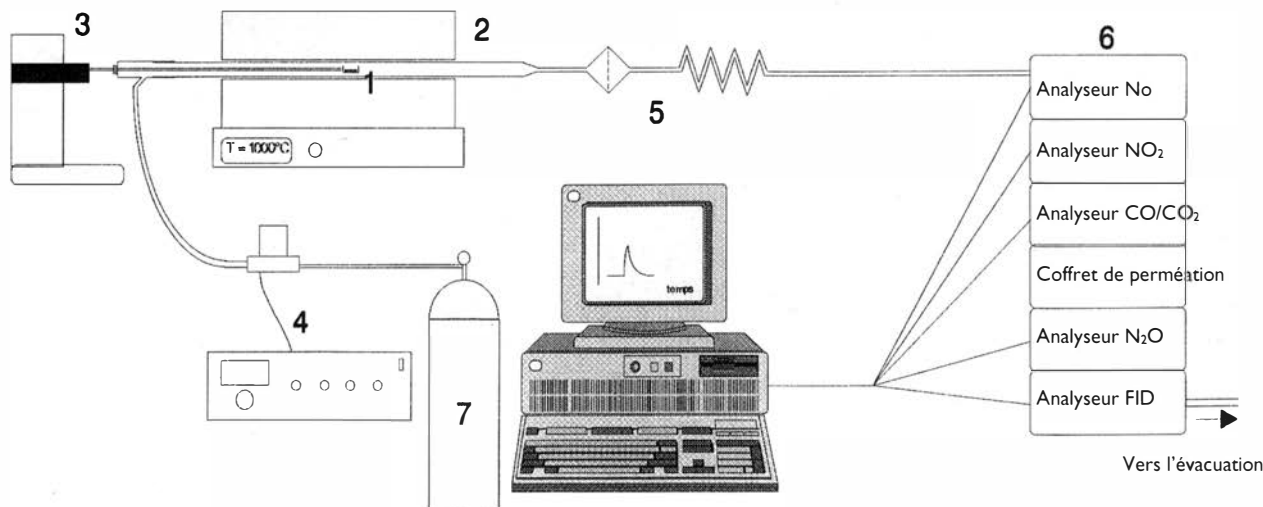 3
2
6
1
5
Analyseur No
Analyseur NO₂
Analyseur CO/CO₂
Coffret de perméation
Analyseur N₂O
Analyseur FID
T = 1000°C
temps
4
7
Vers l'évacuation